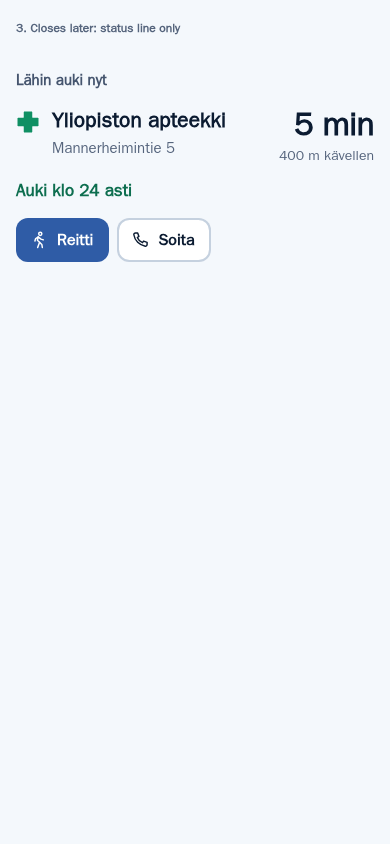 3. Closes later: status line only
Lähin auki nyt
Yliopiston apteekki
5 min
Mannerheimintie 5
400 m kävellen
Auki klo 24 asti
Reitti
Soita